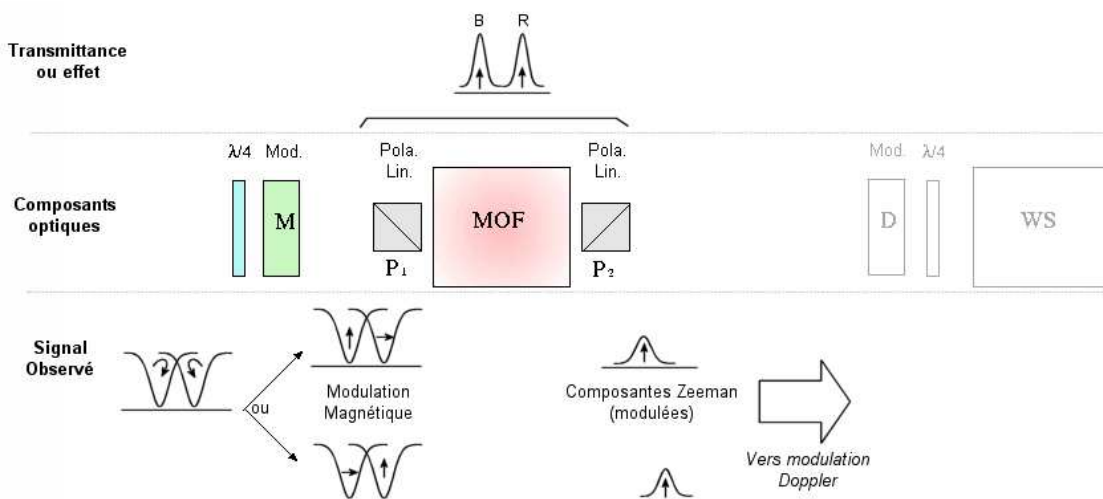 B R
Transmittance
ou effet
λ/4 Mod. Pola. Pola. Mod. λ/4
Lin. Lin.
Composants
optiques
M MOF D WS
P₁ P₂
Signal
Observé
ou
Modulation
Magnétique
Composantes Zeeman
(modulées)
Vers modulation
Doppler